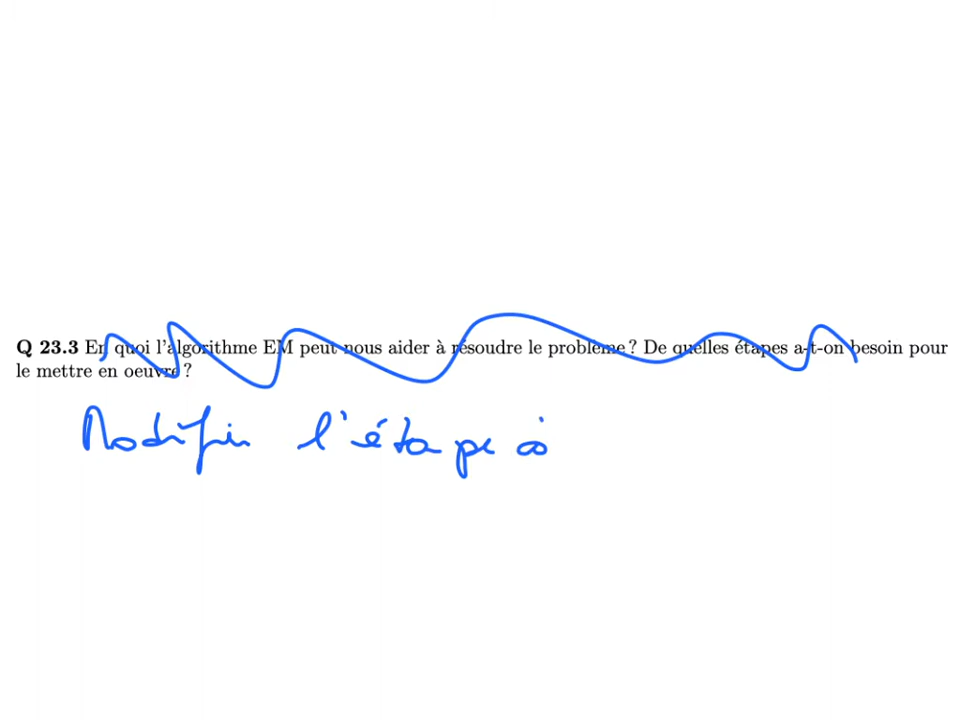 Q 23.3 En quoi l'algorithme EM peut nous aider à résoudre le problème ? De quelles étapes a-t-on besoin pour
le mettre en oeuvre ?
Modifier l'étape